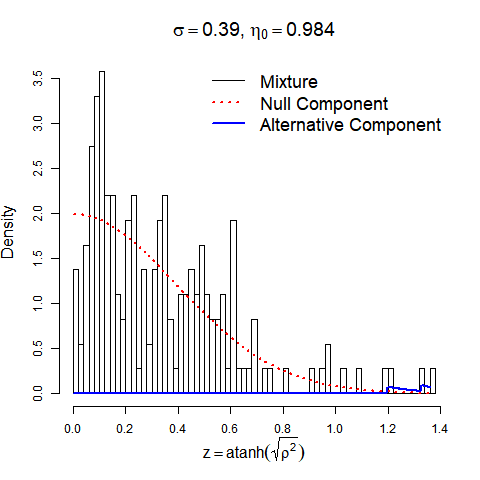 σ = 0.39, η₀ = 0.984
Mixture
Null Component
Alternative Component
Density
3.5
3.0
2.5
2.0
1.5
1.0
0.5
0.0
0.0 0.2 0.4 0.6 0.8 1.0 1.2 1.4
z = atanh(√ρ²)